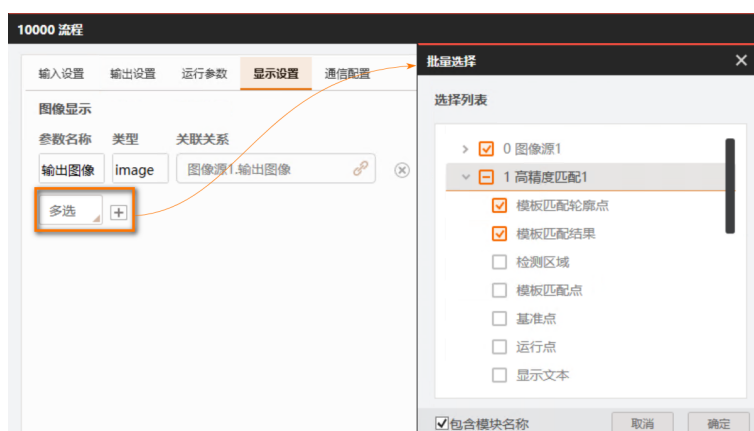 10000 流程
输入设置 输出设置 运行参数 显示设置 通信配置
图像显示
参数名称 类型 关联关系
输出图像 image 图像源1.输出图像
多选
批量选择
选择列表
0 图像源1
1 高精度匹配1
模板匹配轮廓点
模板匹配结果
检测区域
模板匹配点
基准点
运行点
显示文本
包含模块名称 取消 确定